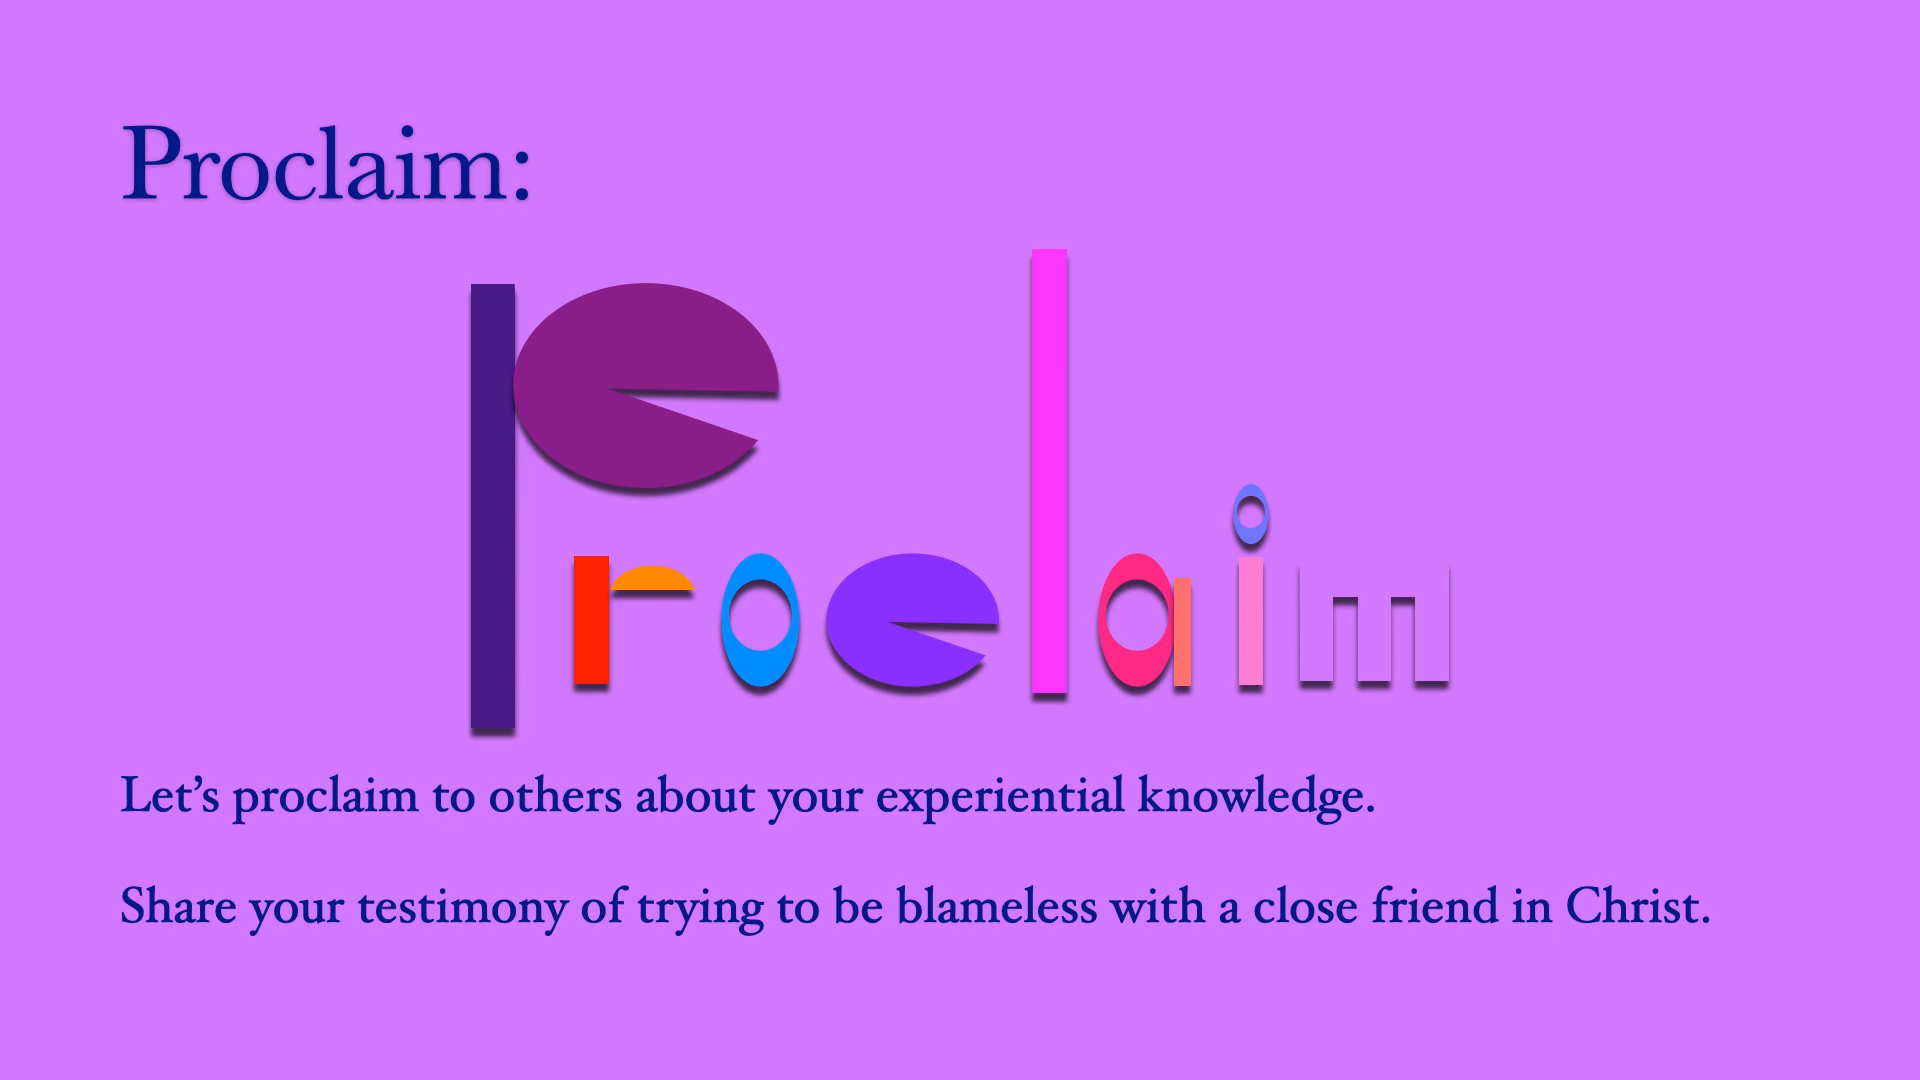 Proclaim:
Proclaim
Let’s proclaim to others about your experiential knowledge.
Share your testimony of trying to be blameless with a close friend in Christ.